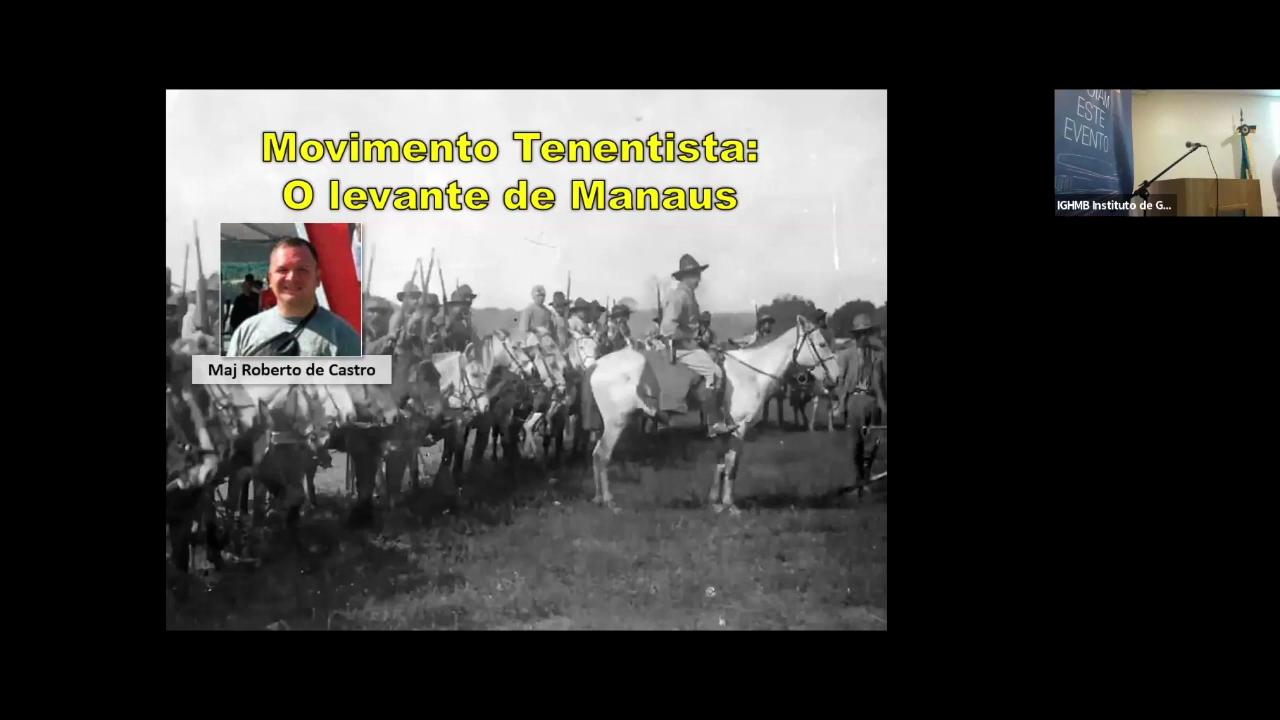 Movimento Tenentista:
O levante de Manaus
Maj Roberto de Castro
ESTE
EVENTO
IGHMB Instituto de G...